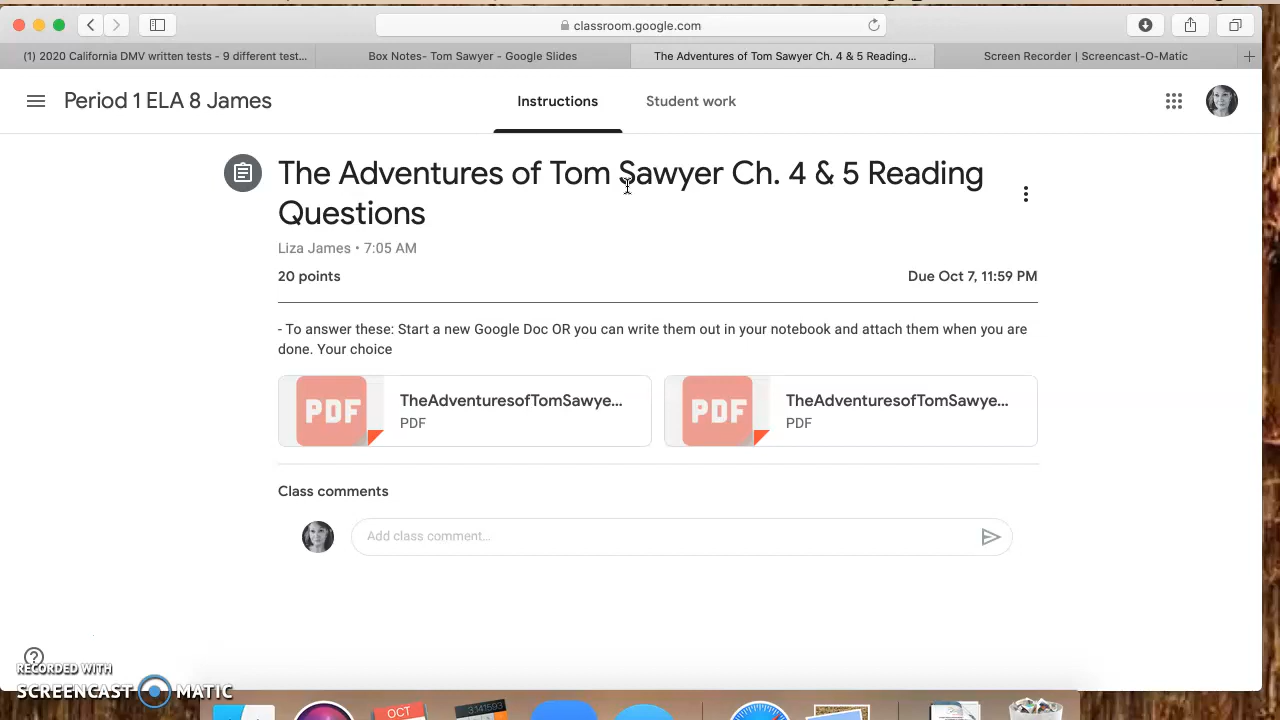 classroom.google.com
(1) 2020 California DMV written tests - 9 different test...
Box Notes- Tom Sawyer - Google Slides
The Adventures of Tom Sawyer Ch. 4 & 5 Reading...
Screen Recorder | Screencast-O-Matic
Period 1 ELA 8 James
Instructions
Student work
The Adventures of Tom Sawyer Ch. 4 & 5 Reading
Questions
Liza James • 7:05 AM
20 points
Due Oct 7, 11:59 PM
- To answer these: Start a new Google Doc OR you can write them out in your notebook and attach them when you are
done. Your choice
PDF
TheAdventuresofTomSawye...
PDF
PDF
TheAdventuresofTomSawye...
PDF
Class comments
Add class comment...
RECORDED WITH
SCREENCAST MATIC
OCT
3.141593